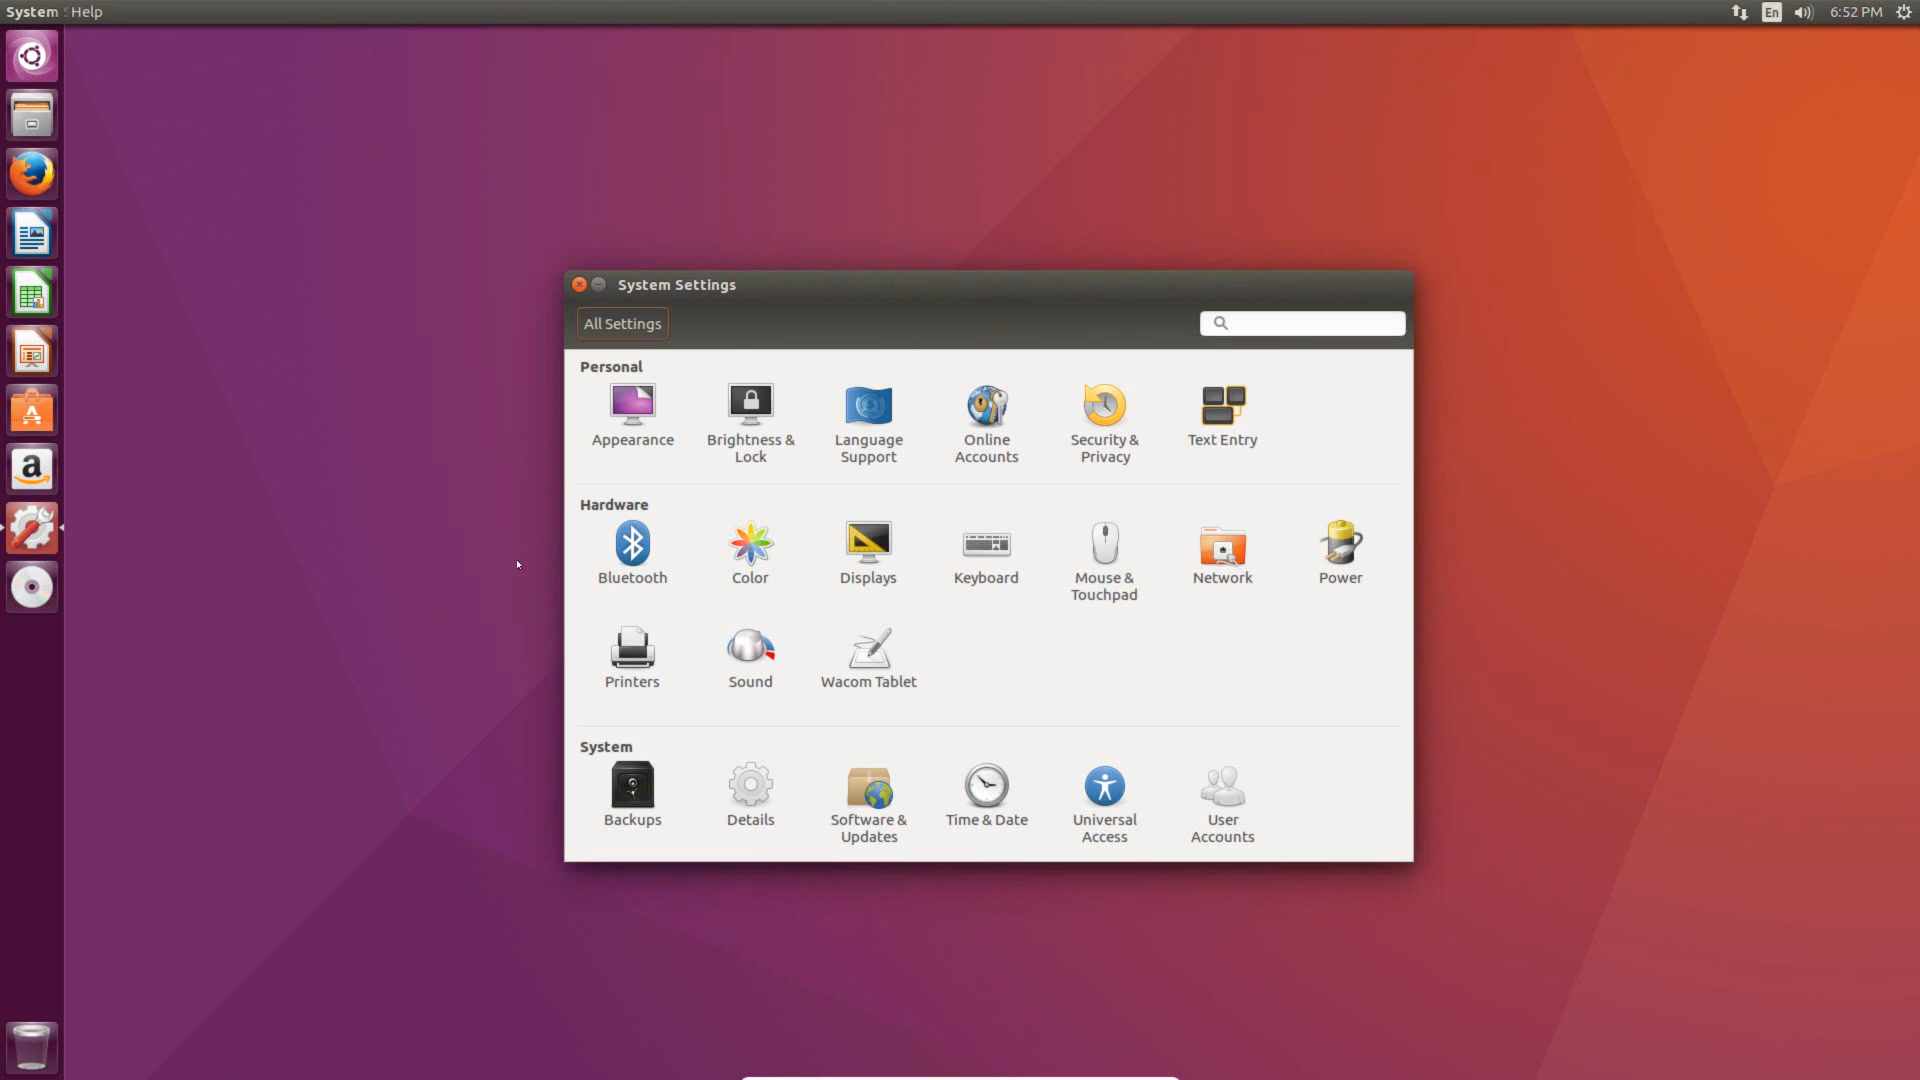 System Help
En
6:52 PM
System Settings
All Settings
Personal
Appearance
Brightness &
Lock
Language
Support
Online
Accounts
Security &
Privacy
Text Entry
Hardware
Bluetooth
Color
Displays
Keyboard
Mouse &
Touchpad
Network
Power
Printers
Sound
Wacom Tablet
System
Backups
Details
Software &
Updates
Time & Date
Universal
Access
User
Accounts